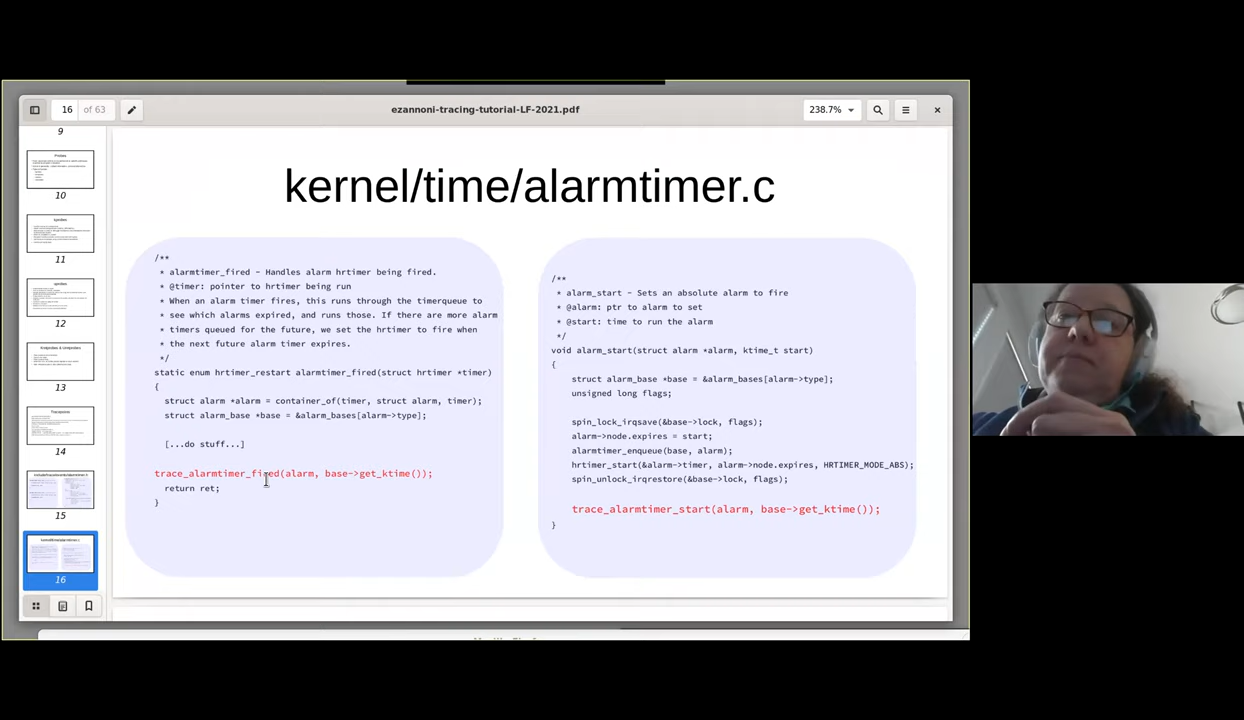 16 of 63
ezannoni-tracing-tutorial-LF-2021.pdf
238.7%
9
10
11
12
13
14
15
16
kernel/time/alarmtimer.c
/**
* alarmtimer_fired - Handles alarm hrtimer being fired.
* @timer: pointer to hrtimer being run
* When an alarm timer fires, this runs through the timerqueue to
* see which alarms expired, and runs those. If there are more alarm
* timers queued for the future, we set the hrtimer to fire when
* the next future alarm timer expires.
*/
static enum hrtimer_restart alarmtimer_fired(struct hrtimer *timer)
{
struct alarm *alarm = container_of(timer, struct alarm, timer);
struct alarm_base *base = &alarm_bases[alarm->type];
[...do stuff...]
trace_alarmtimer_fired(alarm, base->get_ktime());
return ret;
}
/**
* alarm_start - Sets an absolute alarm to fire
* @alarm: ptr to alarm to set
* @start: time to run the alarm
*/
void alarm_start(struct alarm *alarm, ktime_t start)
{
struct alarm_base *base = &alarm_bases[alarm->type];
unsigned long flags;
spin_lock_irqsave(&base->lock, flags);
alarm->node.expires = start;
alarmtimer_enqueue(base, alarm);
hrtimer_start(&alarm->timer, alarm->node.expires, HRTIMER_MODE_ABS);
spin_unlock_irqrestore(&base->lock, flags);
trace_alarmtimer_start(alarm, base->get_ktime());
}